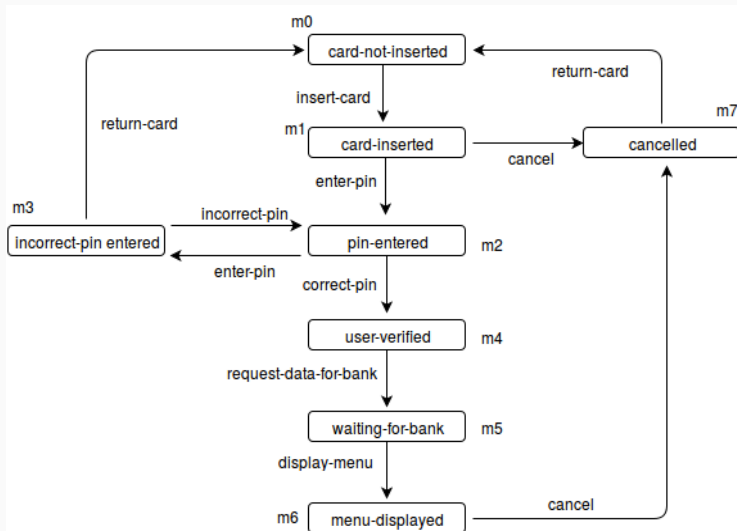 m0
card-not-inserted
return-card
return-card
insert-card
m7
m1
card-inserted
cancelled
cancel
enter-pin
m3
incorrect-pin
incorrect-pin entered
pin-entered
m2
enter-pin
correct-pin
user-verified
m4
request-data-for-bank
waiting-for-bank
m5
display-menu
cancel
m6
menu-displayed